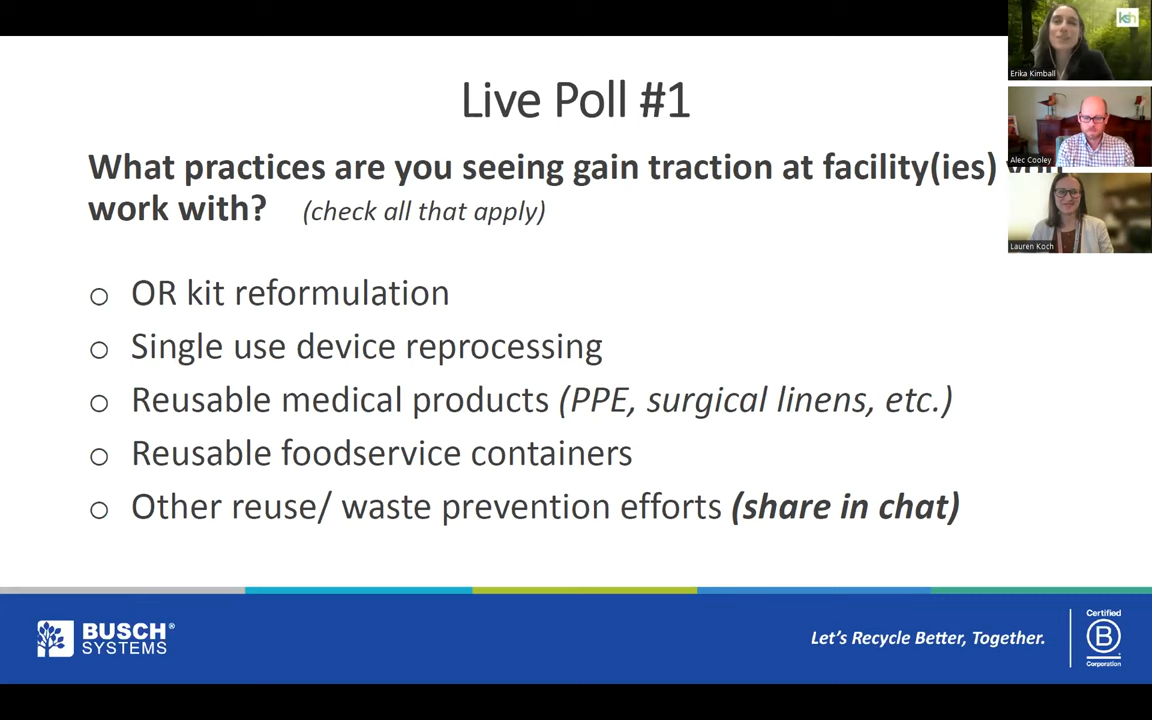 ksh
Erika Kimball
Alec Cooley
Lauren Koch
Live Poll #1
What practices are you seeing gain traction at facility(ies) you
work with? (check all that apply)
o OR kit reformulation
o Single use device reprocessing
o Reusable medical products (PPE, surgical linens, etc.)
o Reusable foodservice containers
o Other reuse/ waste prevention efforts (share in chat)
BUSCH®
SYSTEMS
Let's Recycle Better, Together.
Certified
B
Corporation